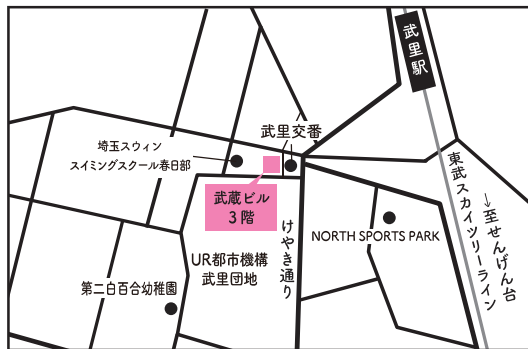 武里駅
武里交番
埼玉スウィン
スイミングスクール春日部
武蔵ビル
3階
けやき通り
UR都市機構
武里団地
NORTH SPORTS PARK
東武スカイツリーライン
→至せんげん台
第二白百合幼稚園